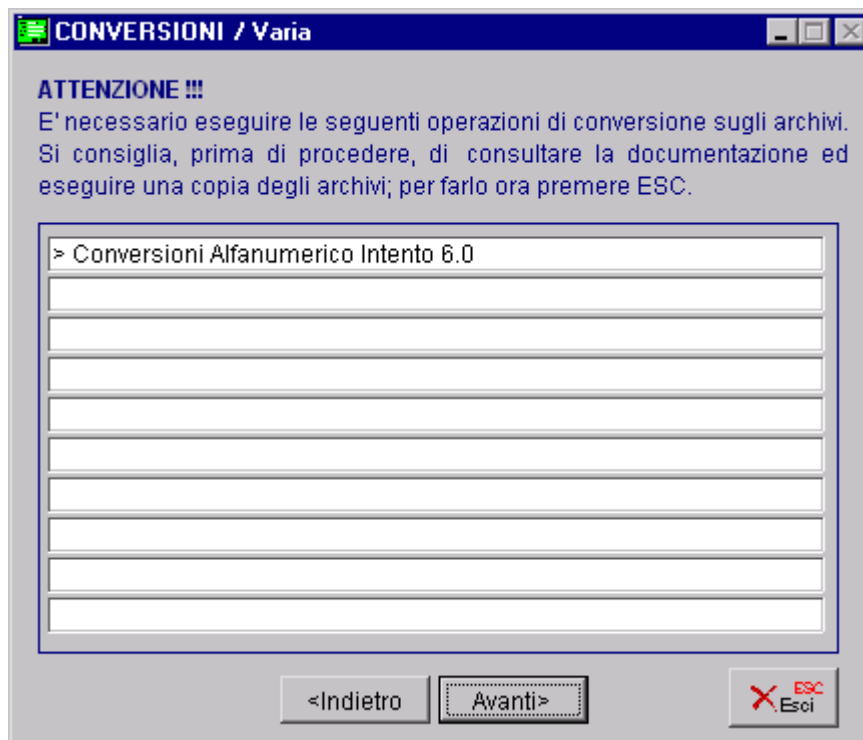 CONVERSIONI / Varia
ATTENZIONE !!!
E' necessario eseguire le seguenti operazioni di conversione sugli archivi.
Si consiglia, prima di procedere, di consultare la documentazione ed
eseguire una copia degli archivi; per farlo ora premere ESC.
> Conversioni Alfanumerico Intento 6.0
<Indietro
Avanti>
ESC
Esci